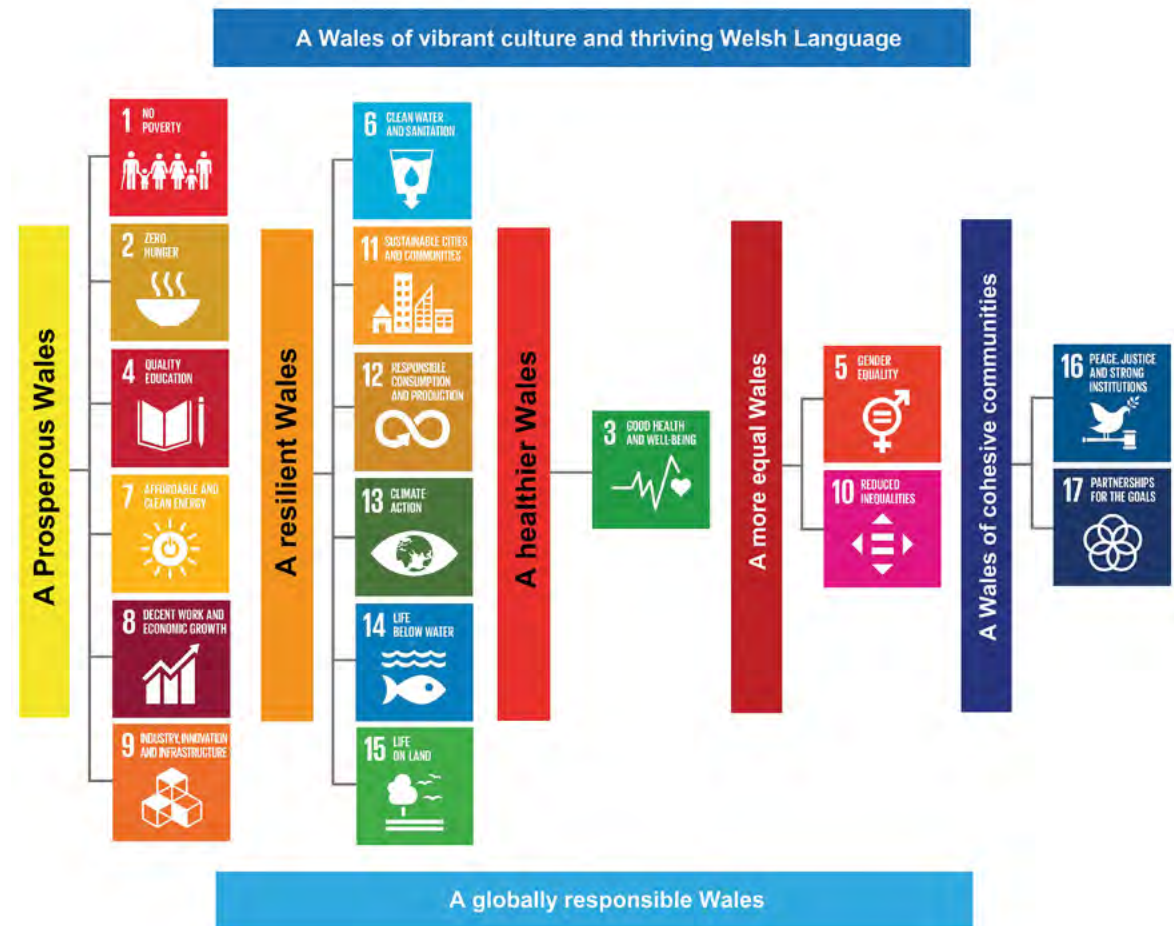 A Wales of vibrant culture and thriving Welsh Language
A Prosperous Wales
1 NO
POVERTY
2 ZERO
HUNGER
4 QUALITY
EDUCATION
7 AFFORDABLE AND
CLEAN ENERGY
8 DECENT WORK AND
ECONOMIC GROWTH
9 INDUSTRY, INNOVATION
AND INFRASTRUCTURE
A resilient Wales
6 CLEAN WATER
AND SANITATION
11 SUSTAINABLE CITIES
AND COMMUNITIES
12 RESPONSIBLE
CONSUMPTION
AND PRODUCTION
13 CLIMATE
ACTION
14 LIFE
BELOW WATER
15 LIFE
ON LAND
A healthier Wales
3 GOOD HEALTH
AND WELL-BEING
A more equal Wales
5 GENDER
EQUALITY
10 REDUCED
INEQUALITIES
A Wales of cohesive communities
16 PEACE, JUSTICE
AND STRONG
INSTITUTIONS
17 PARTNERSHIPS
FOR THE GOALS
A globally responsible Wales